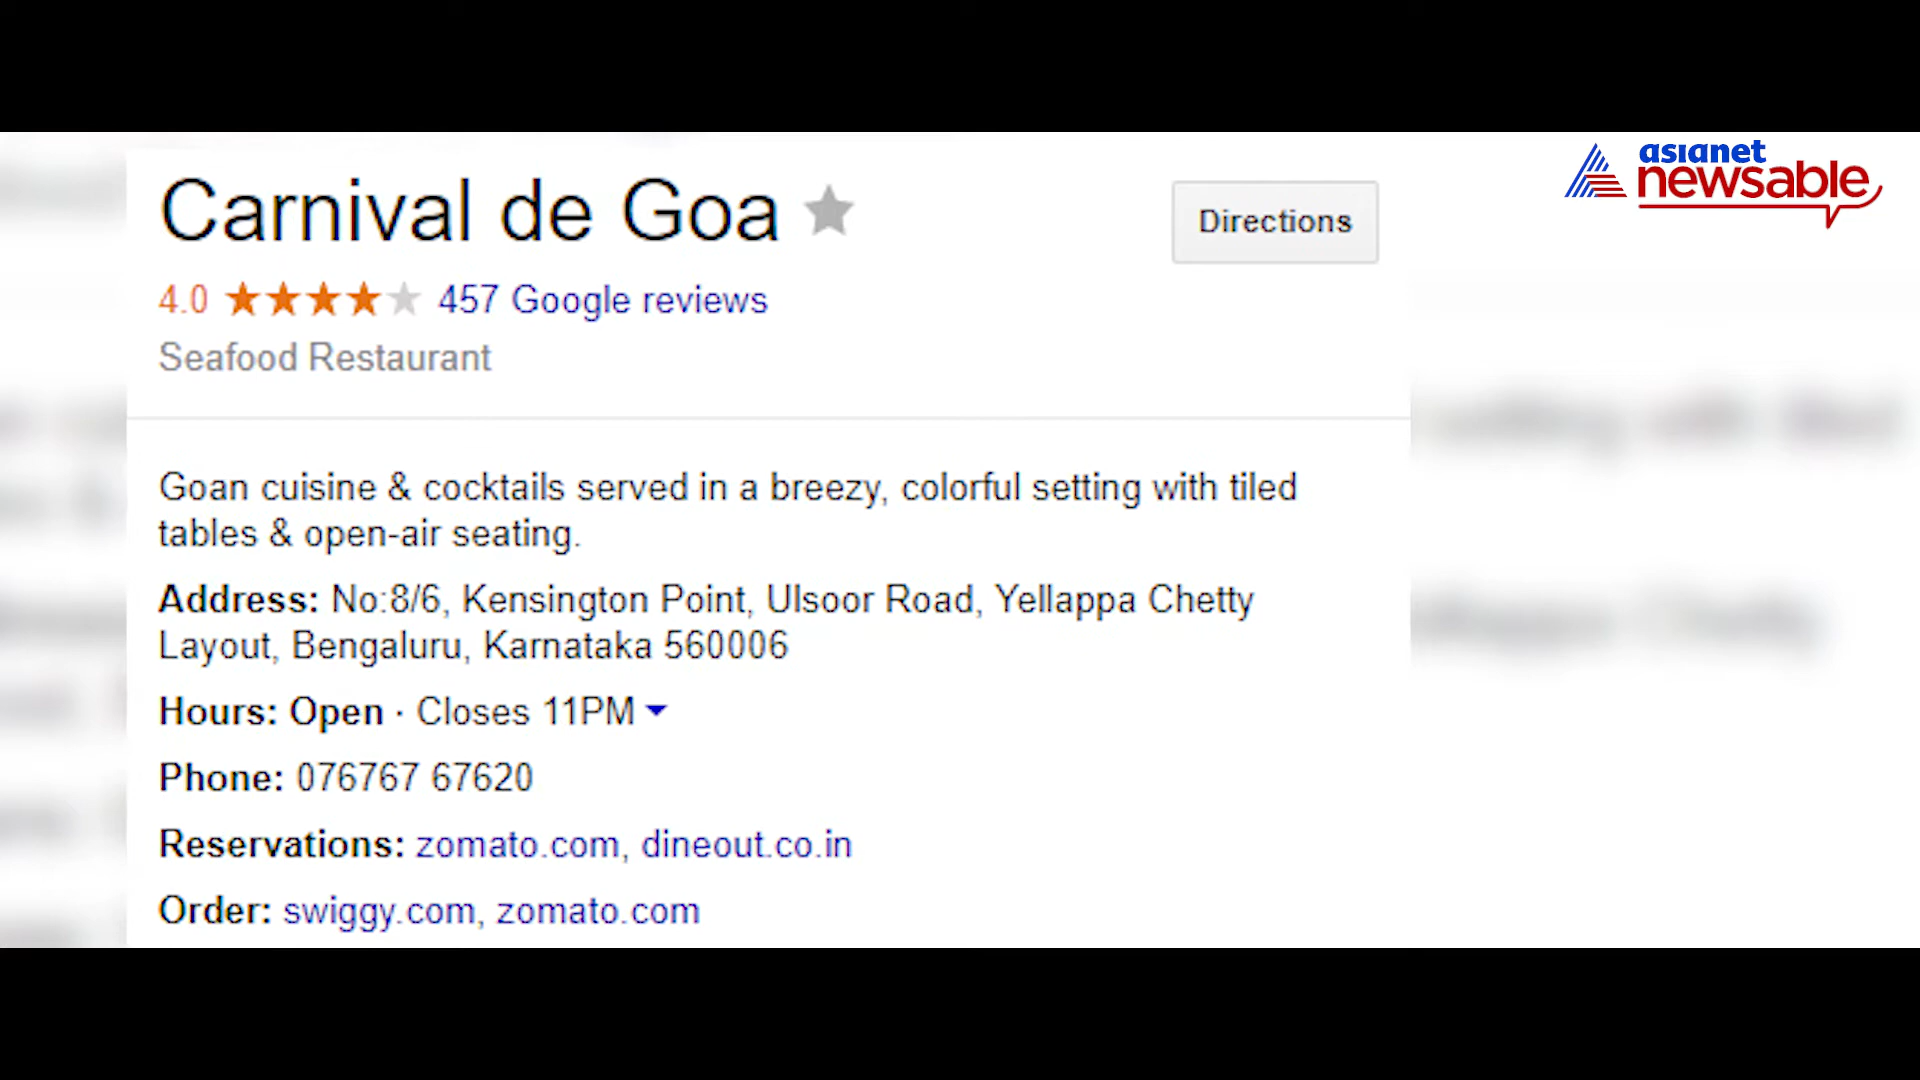 asianet
newsable
Carnival de Goa
Directions
4.0 457 Google reviews
Seafood Restaurant
Goan cuisine & cocktails served in a breezy, colorful setting with tiled
tables & open-air seating.
Address: No:8/6, Kensington Point, Ulsoor Road, Yellappa Chetty
Layout, Bengaluru, Karnataka 560006
Hours: Open · Closes 11PM
Phone: 076767 67620
Reservations: zomato.com, dineout.co.in
Order: swiggy.com, zomato.com